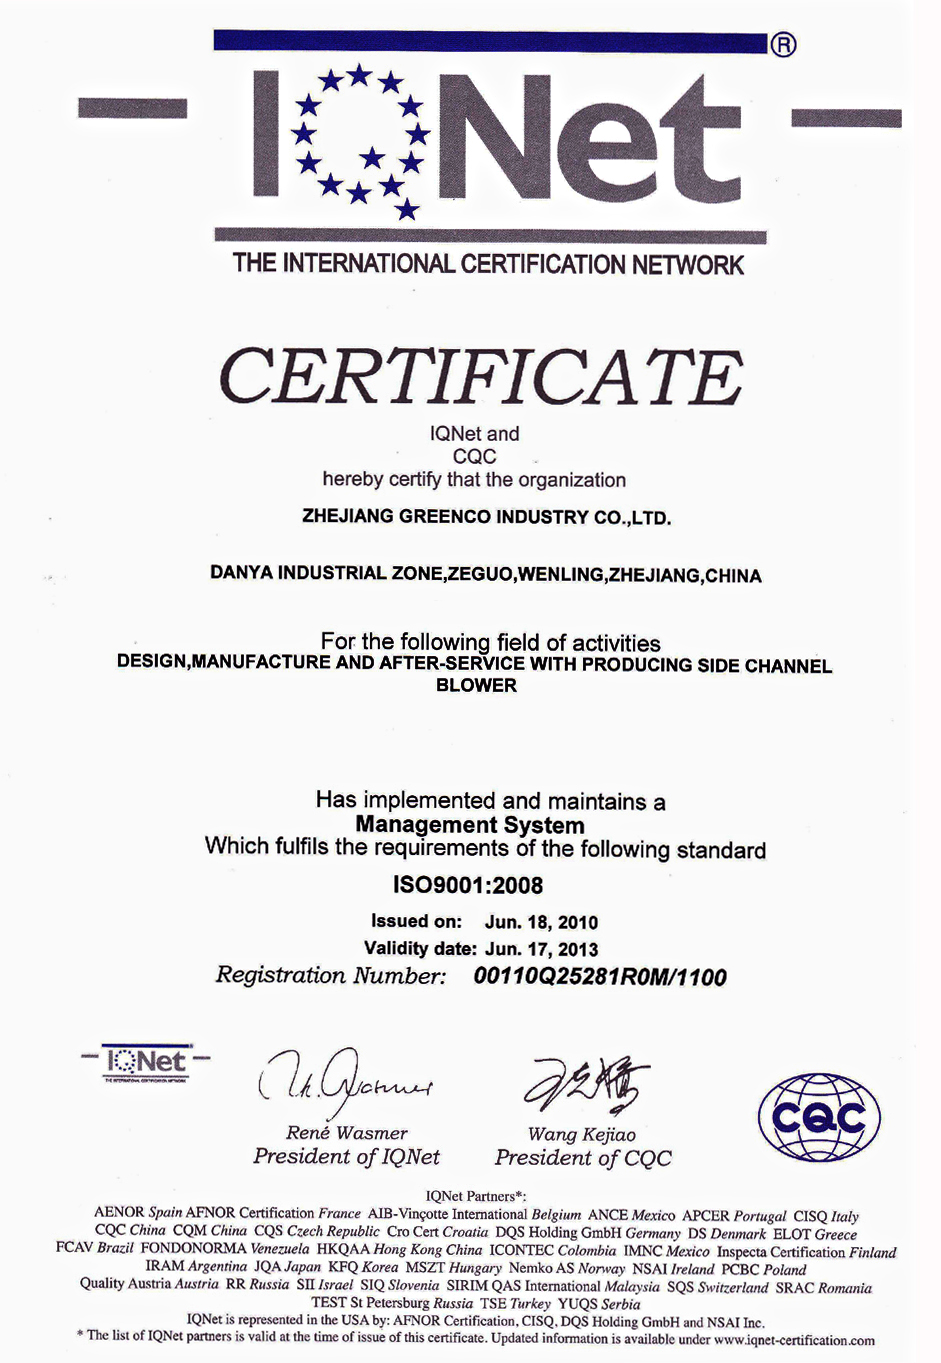 IQNet®
THE INTERNATIONAL CERTIFICATION NETWORK
CERTIFICATE
IQNet and
CQC
hereby certify that the organization
ZHEJIANG GREENCO INDUSTRY CO.,LTD.
DANYA INDUSTRIAL ZONE,ZEGUO,WENLING,ZHEJIANG,CHINA
For the following field of activities
DESIGN,MANUFACTURE AND AFTER-SERVICE WITH PRODUCING SIDE CHANNEL
BLOWER
Has implemented and maintains a
Management System
Which fulfils the requirements of the following standard
ISO9001:2008
Issued on: Jun. 18, 2010
Validity date: Jun. 17, 2013
Registration Number: 00110Q25281R0M/1100
IQNet
THE INTERNATIONAL CERTIFICATION NETWORK
CQC
René Wasmer
President of IQNet
Wang Kejiao
President of CQC
IQNet Partners*:
AENOR Spain AFNOR Certification France AIB-Vinçotte International Belgium ANCE Mexico APCER Portugal CISQ Italy
CQC China CQM China CQS Czech Republic Cro Cert Croatia DQS Holding GmbH Germany DS Denmark ELOT Greece
FCAV Brazil FONDONORMA Venezuela HKQAA Hong Kong China ICONTEC Colombia IMNC Mexico Inspecta Certification Finland
IRAM Argentina JQA Japan KFQ Korea MSZT Hungary Nemko AS Norway NSAI Ireland PCBC Poland
Quality Austria Austria RR Russia SII Israel SIQ Slovenia SIRIM QAS International Malaysia SQS Switzerland SRAC Romania
TEST St Petersburg Russia TSE Turkey YUQS Serbia
IQNet is represented in the USA by: AFNOR Certification, CISQ, DQS Holding GmbH and NSAI Inc.
* The list of IQNet partners is valid at the time of issue of this certificate. Updated information is available under www.iqnet-certification.com